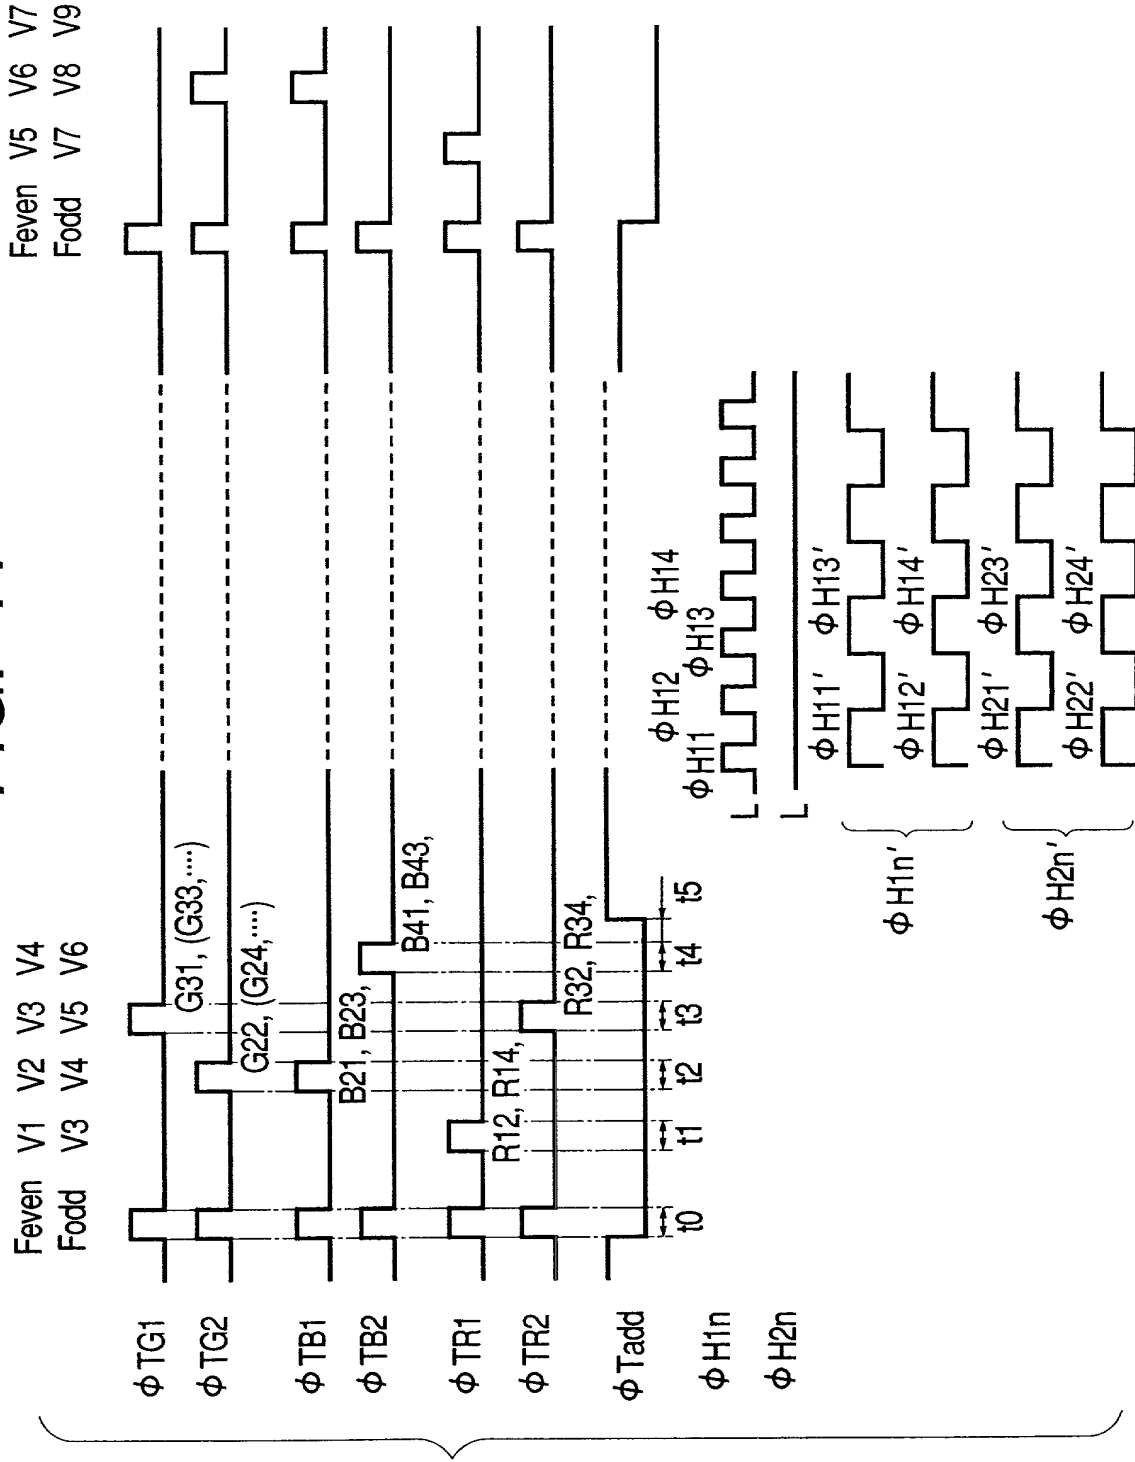 Feven V1 V2 V3 V4
Fodd V3 V4 V5 V6
Feven V5 V6 V7
Fodd V7 V8 V9
ϕTG1
G31, (G33,····)
ϕTG2
G22, (G24,····)
ϕTB1
B21, B23,
ϕTB2
B41, B43,
ϕTR1
R12, R14,
ϕTR2
R32, R34,
ϕTadd
t0 t1 t2 t3 t4 t5
ϕH1n
L ϕH11 ϕH12 ϕH13 ϕH14
ϕH2n
L
ϕH1n′
ϕH11′ ϕH13′
ϕH12′ ϕH14′
ϕH2n′
ϕH21′ ϕH23′
ϕH22′ ϕH24′